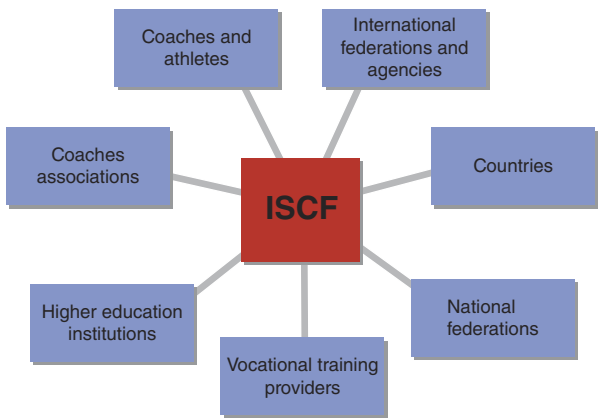 Coaches and
athletes
International
federations and
agencies
Coaches
associations
ISCF
Countries
Higher education
institutions
National
federations
Vocational training
providers